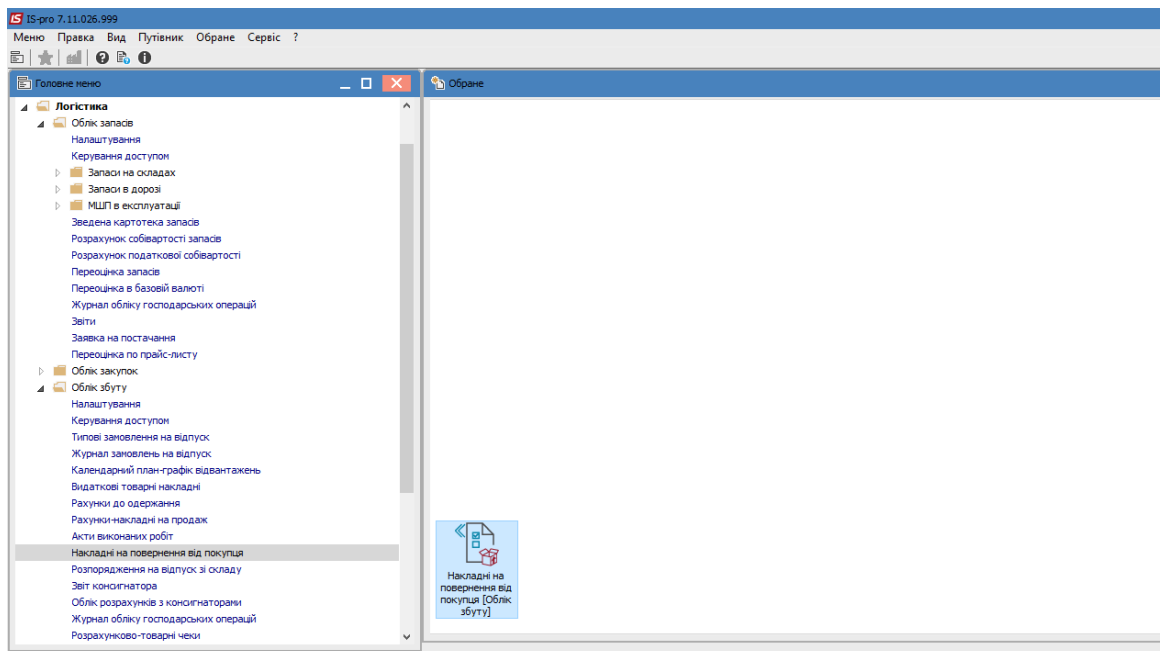 IS IS-pro 7.11.026.999
Меню Правка Вид Путівник Обране Сервіс ?
Головне меню
Логістика
Облік запасів
Налаштування
Керування доступом
Запаси на складах
Запаси в дорозі
МШП в експлуатації
Зведена картотека запасів
Розрахунок собівартості запасів
Розрахунок податкової собівартості
Переоцінка запасів
Переоцінка в базовій валюті
Журнал обліку господарських операцій
Звіти
Заявка на постачання
Переоцінка по прайс-листу
Облік закупок
Облік збуту
Налаштування
Керування доступом
Типові замовлення на відпуск
Журнал замовлень на відпуск
Календарний план-графік відвантажень
Видаткові товарні накладні
Рахунки до одержання
Рахунки-накладні на продаж
Акти виконаних робіт
Накладні на повернення від покупця
Розпорядження на відпуск зі складу
Звіт консигнатора
Облік розрахунків з консигнаторами
Журнал обліку господарських операцій
Розрахунково-товарні чеки
Обране
Накладні на
повернення від
покупця [Облік
збуту]